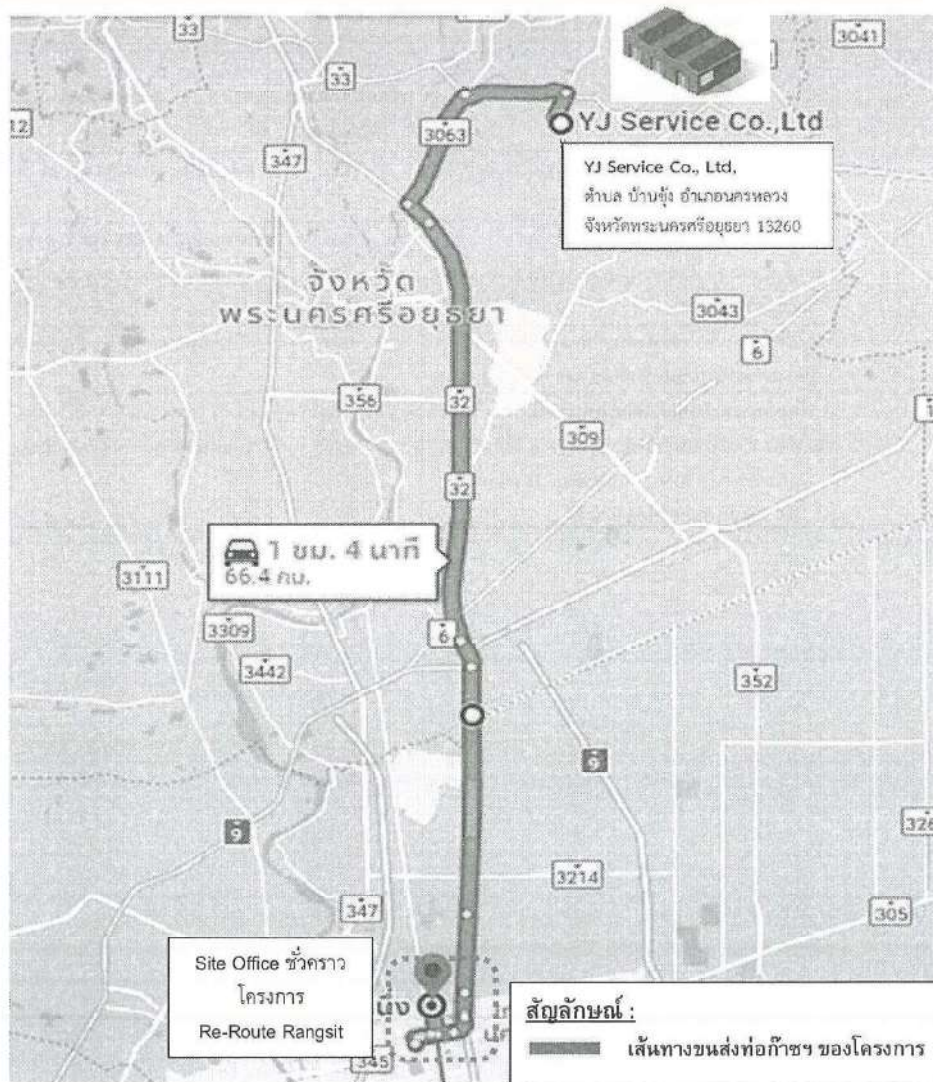 33
3041
33
12
3063
YJ Service Co.,Ltd
347
YJ Service Co., Ltd.
ตำบล บ้านชุ้ง อำเภอนครหลวง
จังหวัดพระนครศรีอยุธยา 13260
จังหวัด
พระนครศรีอยุธยา
3043
6
356
32
309
32
1 ชม. 4 นาที
66.4 กม.
3111
3309
6
3442
352
9
9
326
3214
347
305
Site Office ชั่วคราว
โครงการ
Re-Route Rangsit
345
สัญลักษณ์ :
เส้นทางขนส่งท่อก๊าซฯ ของโครงการ